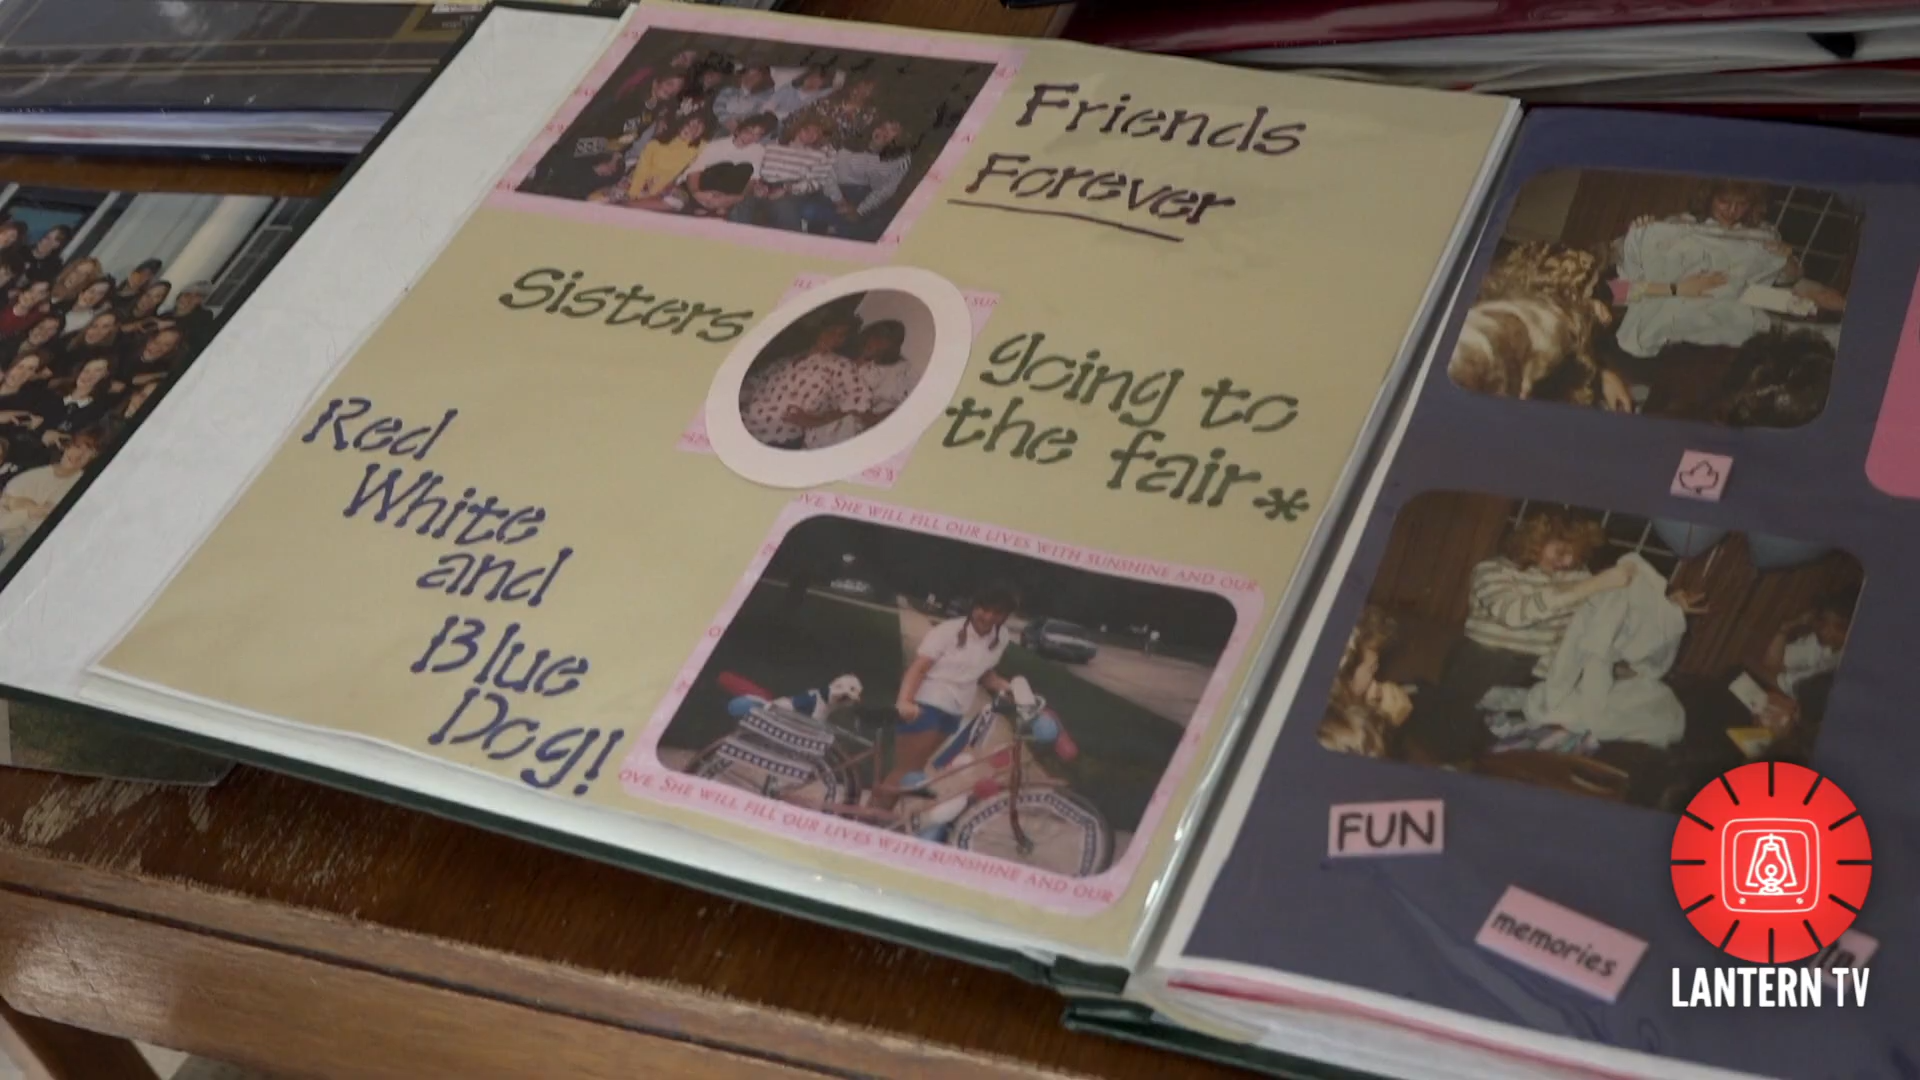 Friends
Forever
Sisters
going to
the fair*
Red
White
and
Blue
Dog!
OVE. SHE WILL FILL OUR LIVES WITH SUNSHINE AND OUR
OVE. SHE WILL FILL OUR LIVES WITH SUNSHINE AND OUR
FUN
memories
LANTERN TV